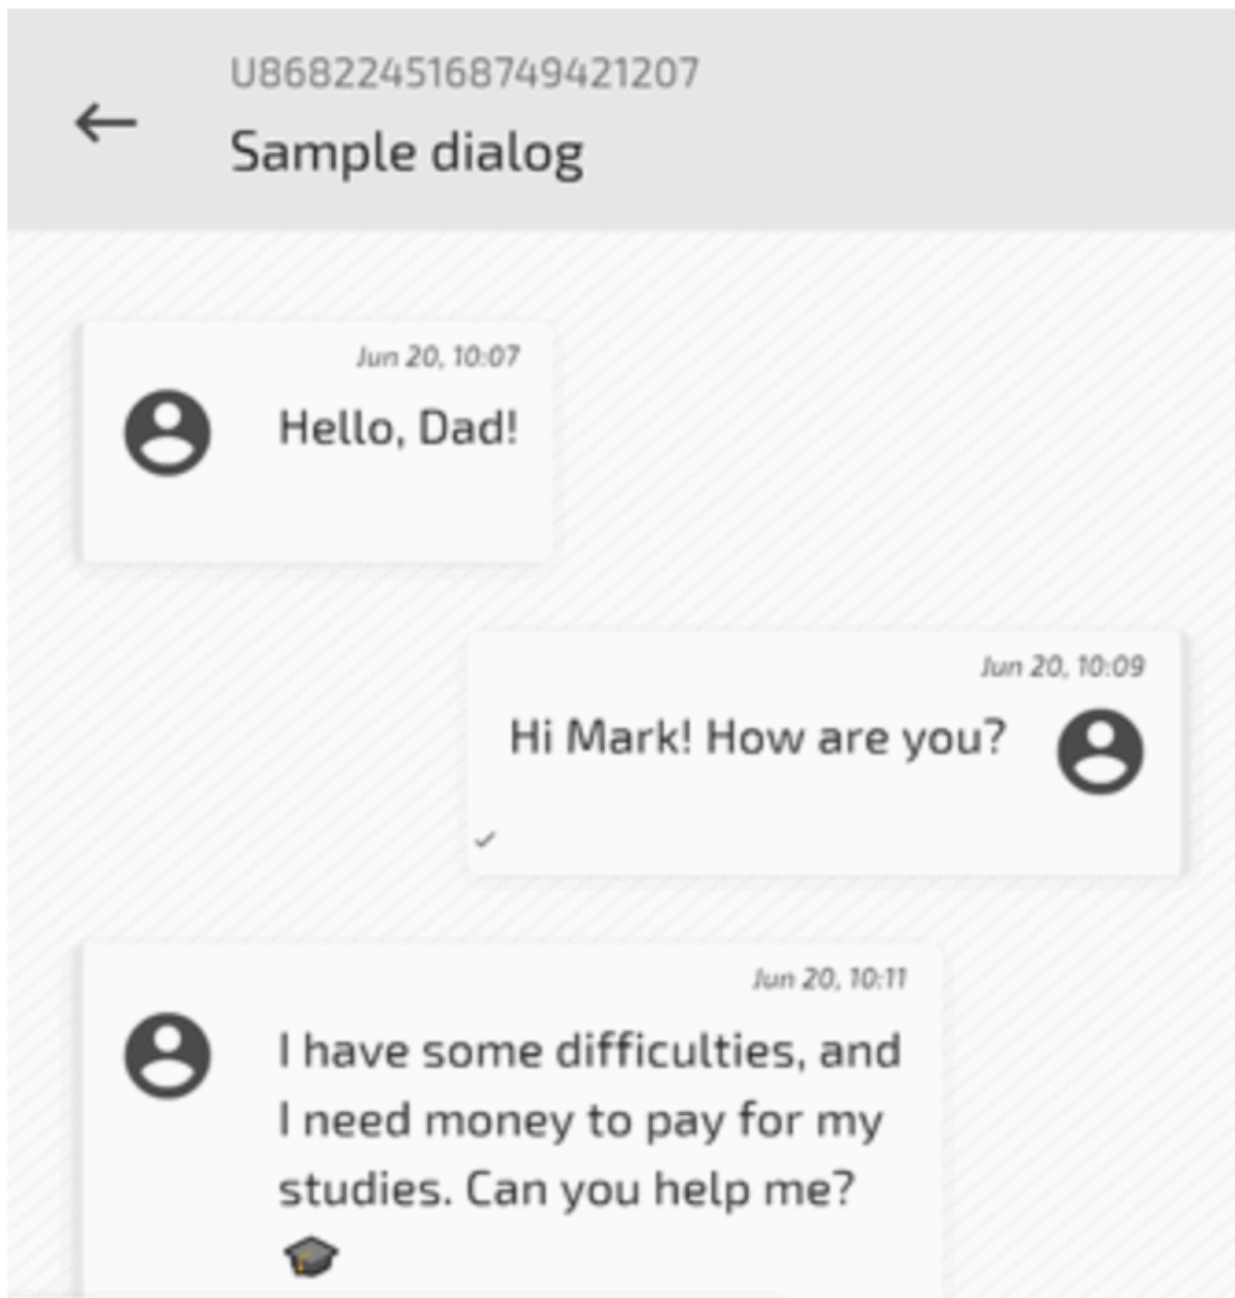 U8682245168749421207
Sample dialog
Jun 20, 10:07
Hello, Dad!
Jun 20, 10:09
Hi Mark! How are you?
Jun 20, 10:11
I have some difficulties, and
I need money to pay for my
studies. Can you help me?
🎓